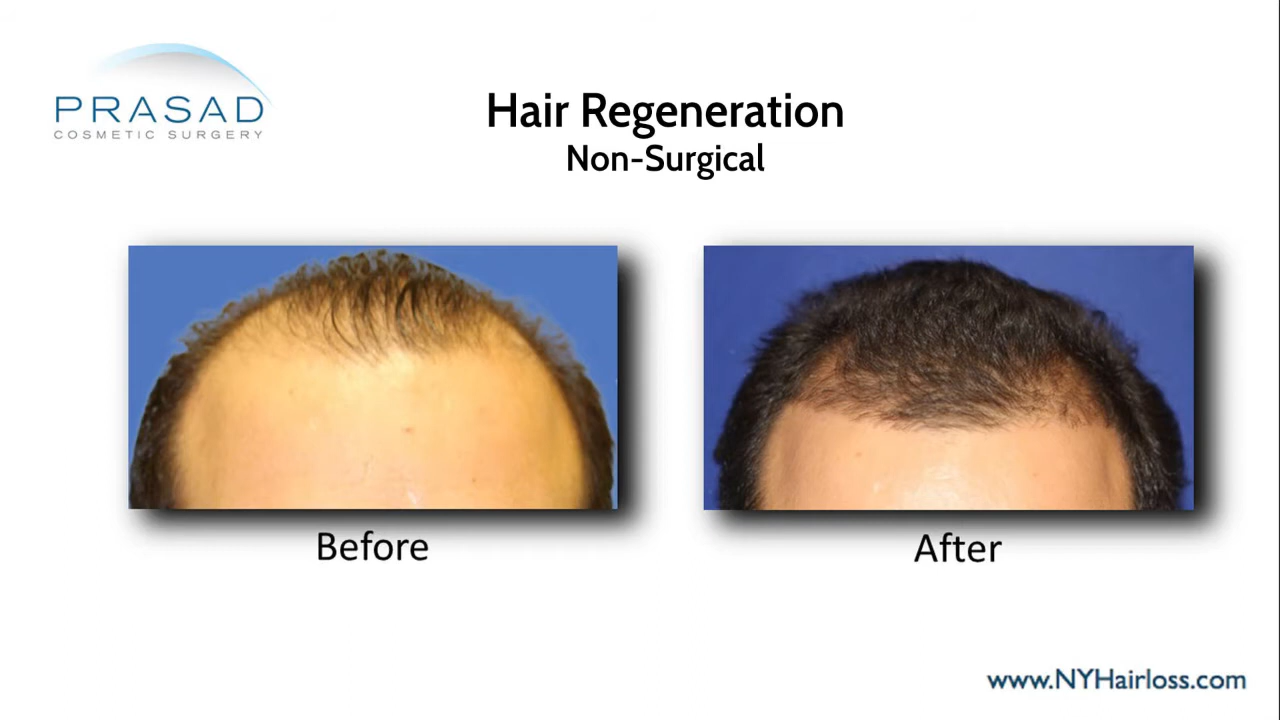 PRASAD
COSMETIC SURGERY
Hair Regeneration
Non-Surgical
Before
After
www.NYHairloss.com